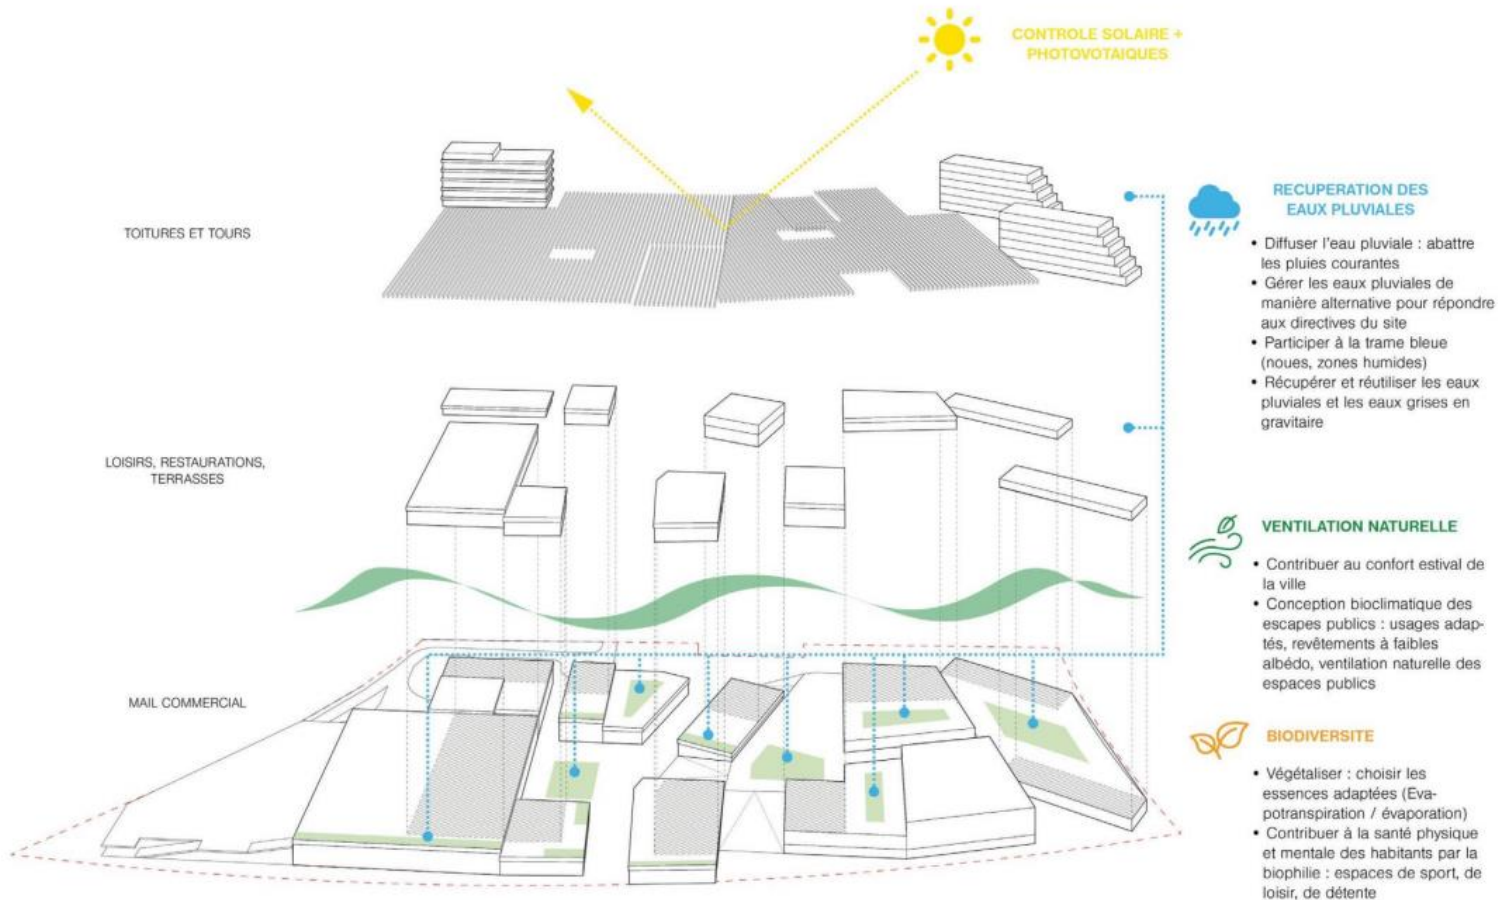 CONTROLE SOLAIRE +
PHOTOVOTAIQUES
TOITURES ET TOURS
RECUPERATION DES
EAUX PLUVIALES
• Diffuser l'eau pluviale : abattre
les pluies courantes
• Gérer les eaux pluviales de
manière alternative pour répondre
aux directives du site
• Participer à la trame bleue
(noues, zones humides)
• Récupérer et réutiliser les eaux
pluviales et les eaux grises en
gravitaire
LOISIRS, RESTAURATIONS,
TERRASSES
VENTILATION NATURELLE
• Contribuer au confort estival de
la ville
• Conception bioclimatique des
escapes publics : usages adap-
tés, revêtements à faibles
albédo, ventilation naturelle des
espaces publics
MAIL COMMERCIAL
BIODIVERSITE
• Végétaliser : choisir les
essences adaptées (Eva-
potranspiration / évaporation)
• Contribuer à la santé physique
et mentale des habitants par la
biophilie : espaces de sport, de
loisir, de détente